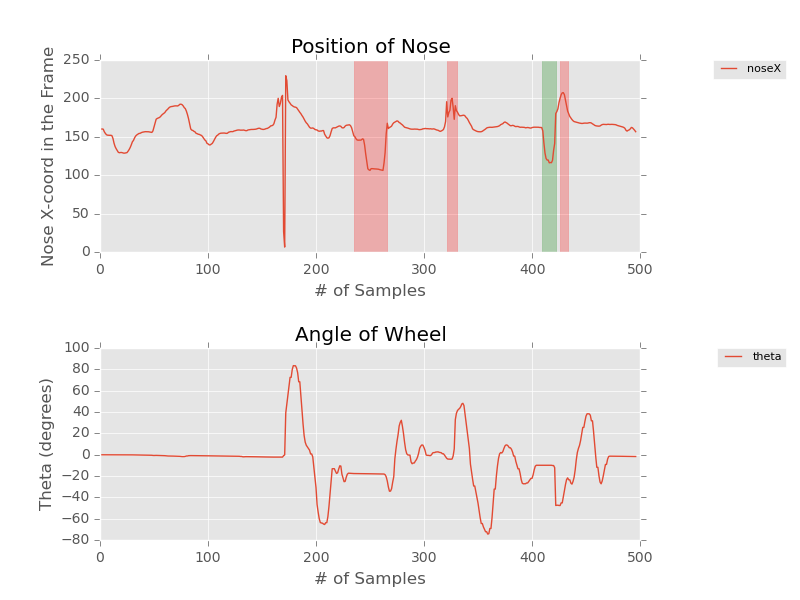 Position of Nose
Nose X-coord in the Frame
250
200
150
100
50
0
0 100 200 300 400 500
# of Samples
noseX
Angle of Wheel
Theta (degrees)
100
80
60
40
20
0
−20
−40
−60
−80
0 100 200 300 400 500
# of Samples
theta